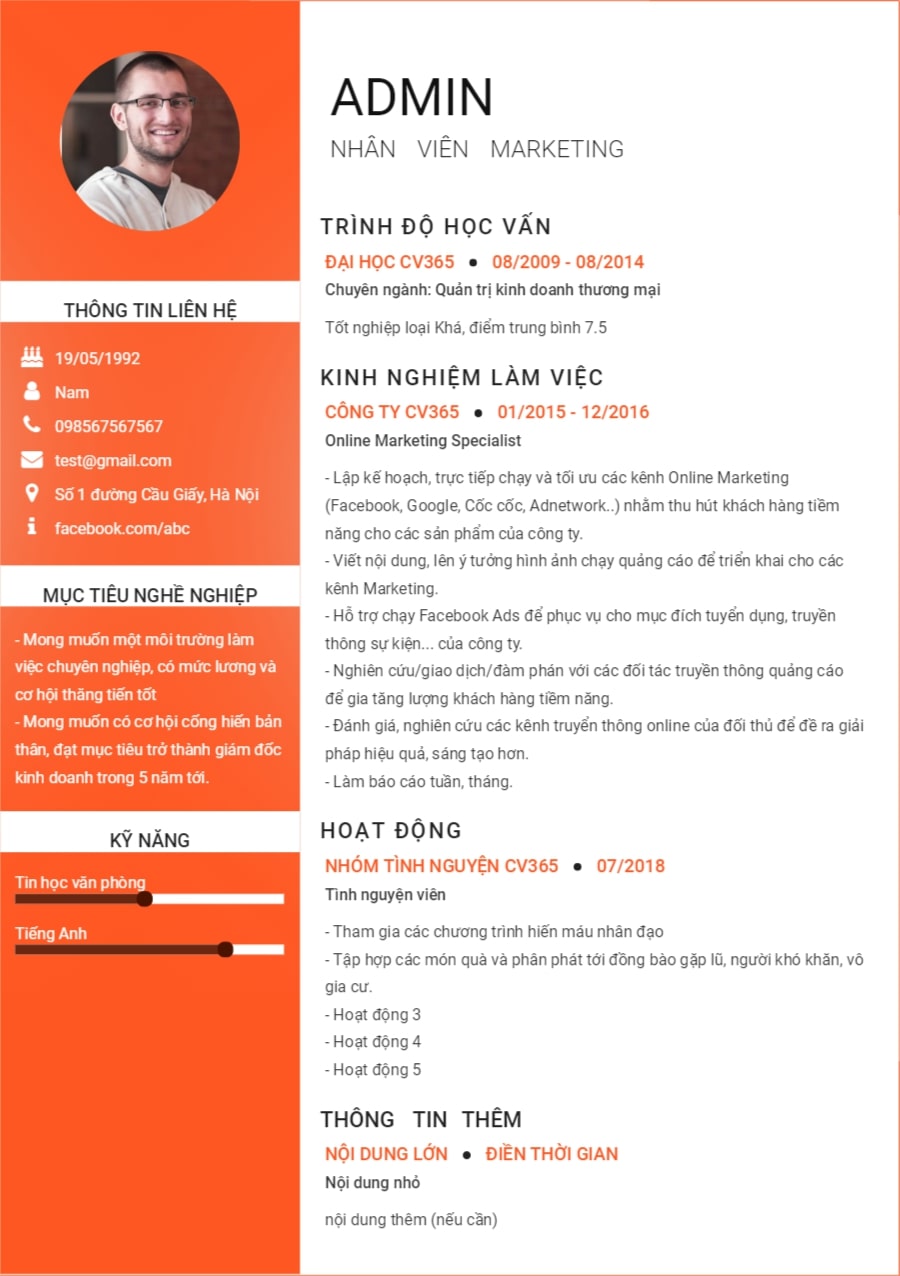 ADMIN
NHÂN VIÊN MARKETING
THÔNG TIN LIÊN HỆ
19/05/1992
Nam
098567567567
test@gmail.com
Số 1 đường Cầu Giấy, Hà Nội
facebook.com/abc
MỤC TIÊU NGHỀ NGHIỆP
- Mong muốn một môi trường làm
việc chuyên nghiệp, có mức lương và
cơ hội thăng tiến tốt
- Mong muốn có cơ hội cống hiến bản
thân, đạt mục tiêu trở thành giám đốc
kinh doanh trong 5 năm tới.
KỸ NĂNG
Tin học văn phòng
Tiếng Anh
TRÌNH ĐỘ HỌC VẤN
ĐẠI HỌC CV365 ● 08/2009 - 08/2014
Chuyên ngành: Quản trị kinh doanh thương mại
Tốt nghiệp loại Khá, điểm trung bình 7.5
KINH NGHIỆM LÀM VIỆC
CÔNG TY CV365 ● 01/2015 - 12/2016
Online Marketing Specialist
- Lập kế hoạch, trực tiếp chạy và tối ưu các kênh Online Marketing
(Facebook, Google, Cốc cốc, Adnetwork..) nhằm thu hút khách hàng tiềm
năng cho các sản phẩm của công ty.
- Viết nội dung, lên ý tưởng hình ảnh chạy quảng cáo để triển khai cho các
kênh Marketing.
- Hỗ trợ chạy Facebook Ads để phục vụ cho mục đích tuyển dụng, truyền
thông sự kiện... của công ty.
- Nghiên cứu/giao dịch/đàm phán với các đối tác truyền thông quảng cáo
để gia tăng lượng khách hàng tiềm năng.
- Đánh giá, nghiên cứu các kênh truyển thông online của đối thủ để đề ra giải
pháp hiệu quả, sáng tạo hơn.
- Làm báo cáo tuần, tháng.
HOẠT ĐỘNG
NHÓM TÌNH NGUYỆN CV365 ● 07/2018
Tình nguyện viên
- Tham gia các chương trình hiến máu nhân đạo
- Tập hợp các món quà và phân phát tới đồng bào gặp lũ, người khó khăn, vô
gia cư.
- Hoạt động 3
- Hoạt động 4
- Hoạt động 5
THÔNG TIN THÊM
NỘI DUNG LỚN ● ĐIỀN THỜI GIAN
Nội dung nhỏ
nội dung thêm (nếu cần)